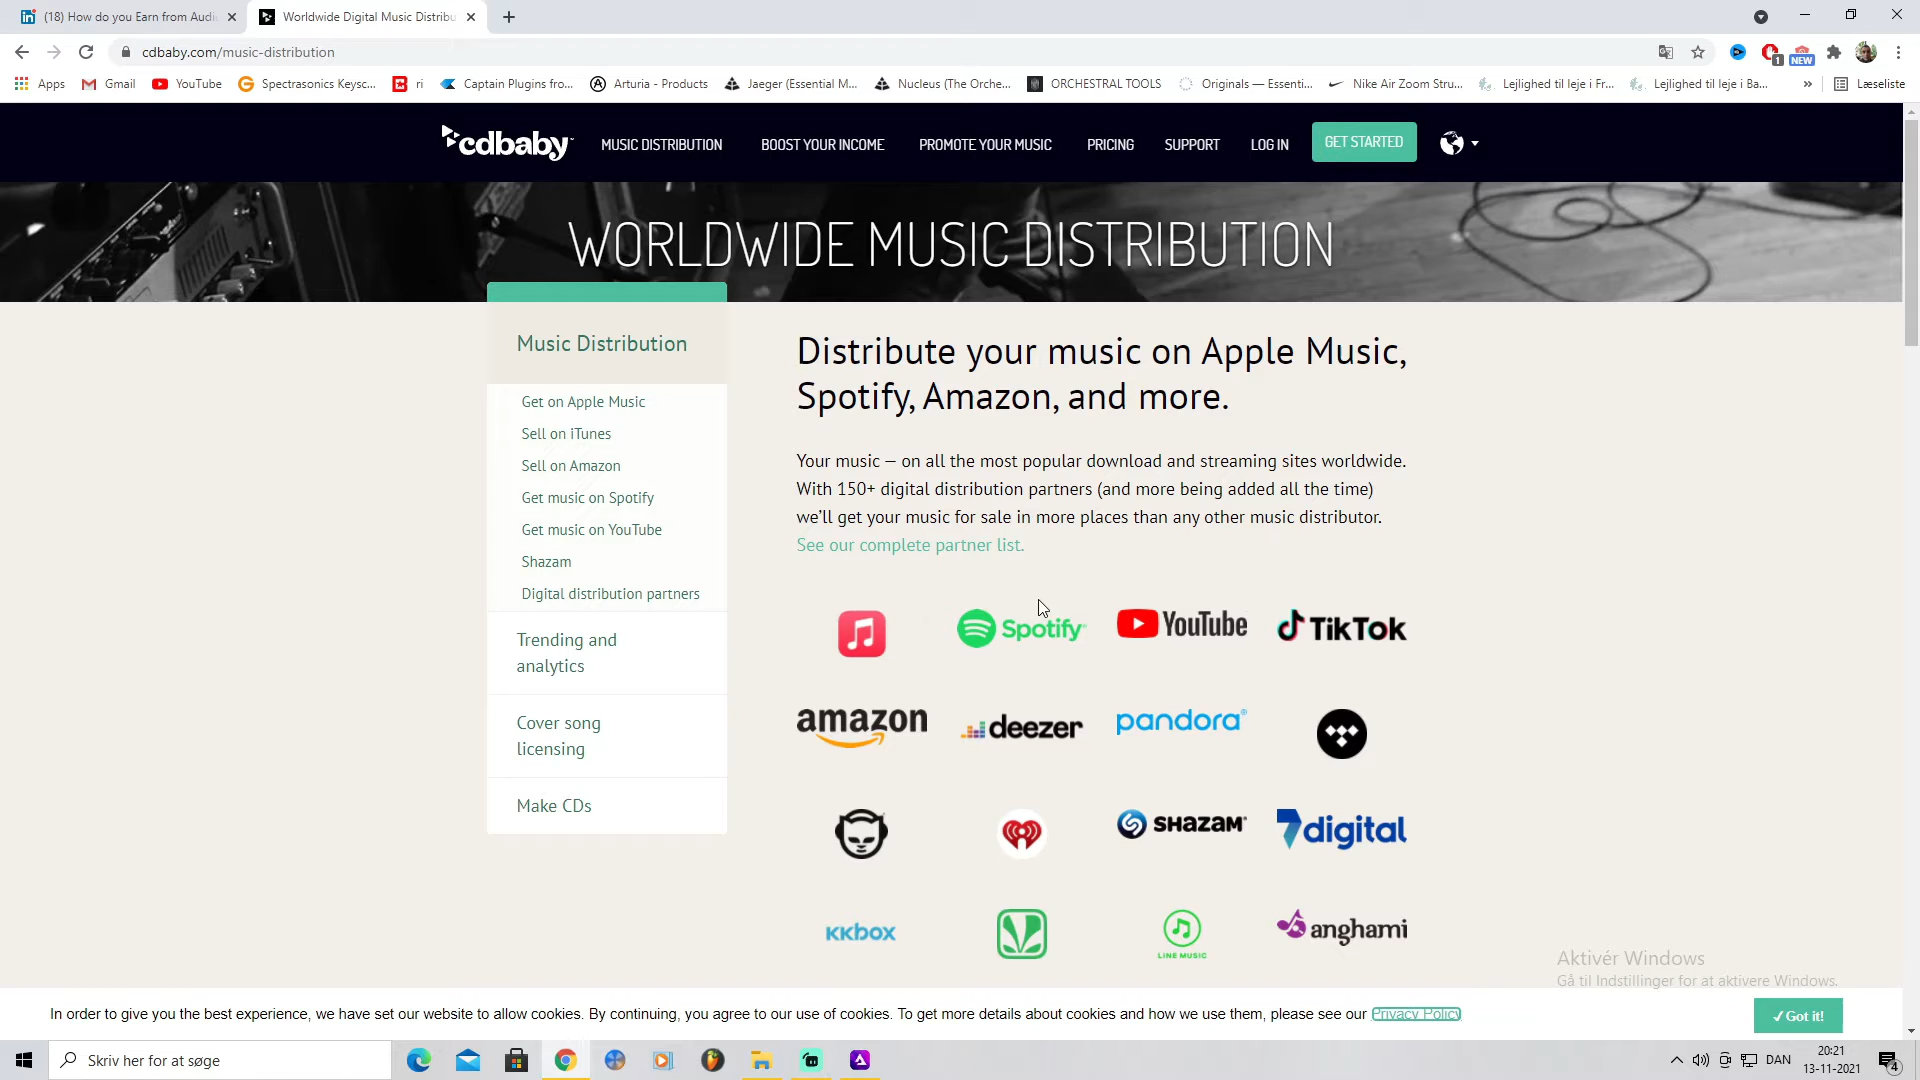 (18) How do you Earn from Audi
Worldwide Digital Music Distribu
cdbaby.com/music-distribution
Apps
Gmail
YouTube
Spectrasonics Keysc...
ri
Captain Plugins fro...
Arturia - Products
Jaeger (Essential M...
Nucleus (The Orche...
ORCHESTRAL TOOLS
Originals — Essenti...
Nike Air Zoom Stru...
Lejlighed til leje i Fr...
Lejlighed til leje i Ba...
»
Læseliste
1
NEW
cdbaby
MUSIC DISTRIBUTION
BOOST YOUR INCOME
PROMOTE YOUR MUSIC
PRICING
SUPPORT
LOG IN
GET STARTED
WORLDWIDE MUSIC DISTRIBUTION
Music Distribution
Get on Apple Music
Sell on iTunes
Sell on Amazon
Get music on Spotify
Get music on YouTube
Shazam
Digital distribution partners
Trending and
analytics
Cover song
licensing
Make CDs
Distribute your music on Apple Music,
Spotify, Amazon, and more.
Your music — on all the most popular download and streaming sites worldwide.
With 150+ digital distribution partners (and more being added all the time)
we'll get your music for sale in more places than any other music distributor.
See our complete partner list.
Spotify
YouTube
TikTok
amazon
deezer
pandora
SHAZAM
7digital
KKBOX
LINE MUSIC
anghami
Aktivér Windows
Gå til Indstillinger for at aktivere Windows.
In order to give you the best experience, we have set our website to allow cookies. By continuing, you agree to our use of cookies. To get more details about cookies and how we use them, please see our Privacy Policy
✓ Got it!
Skriv her for at søge
DAN
20:21
13-11-2021
4